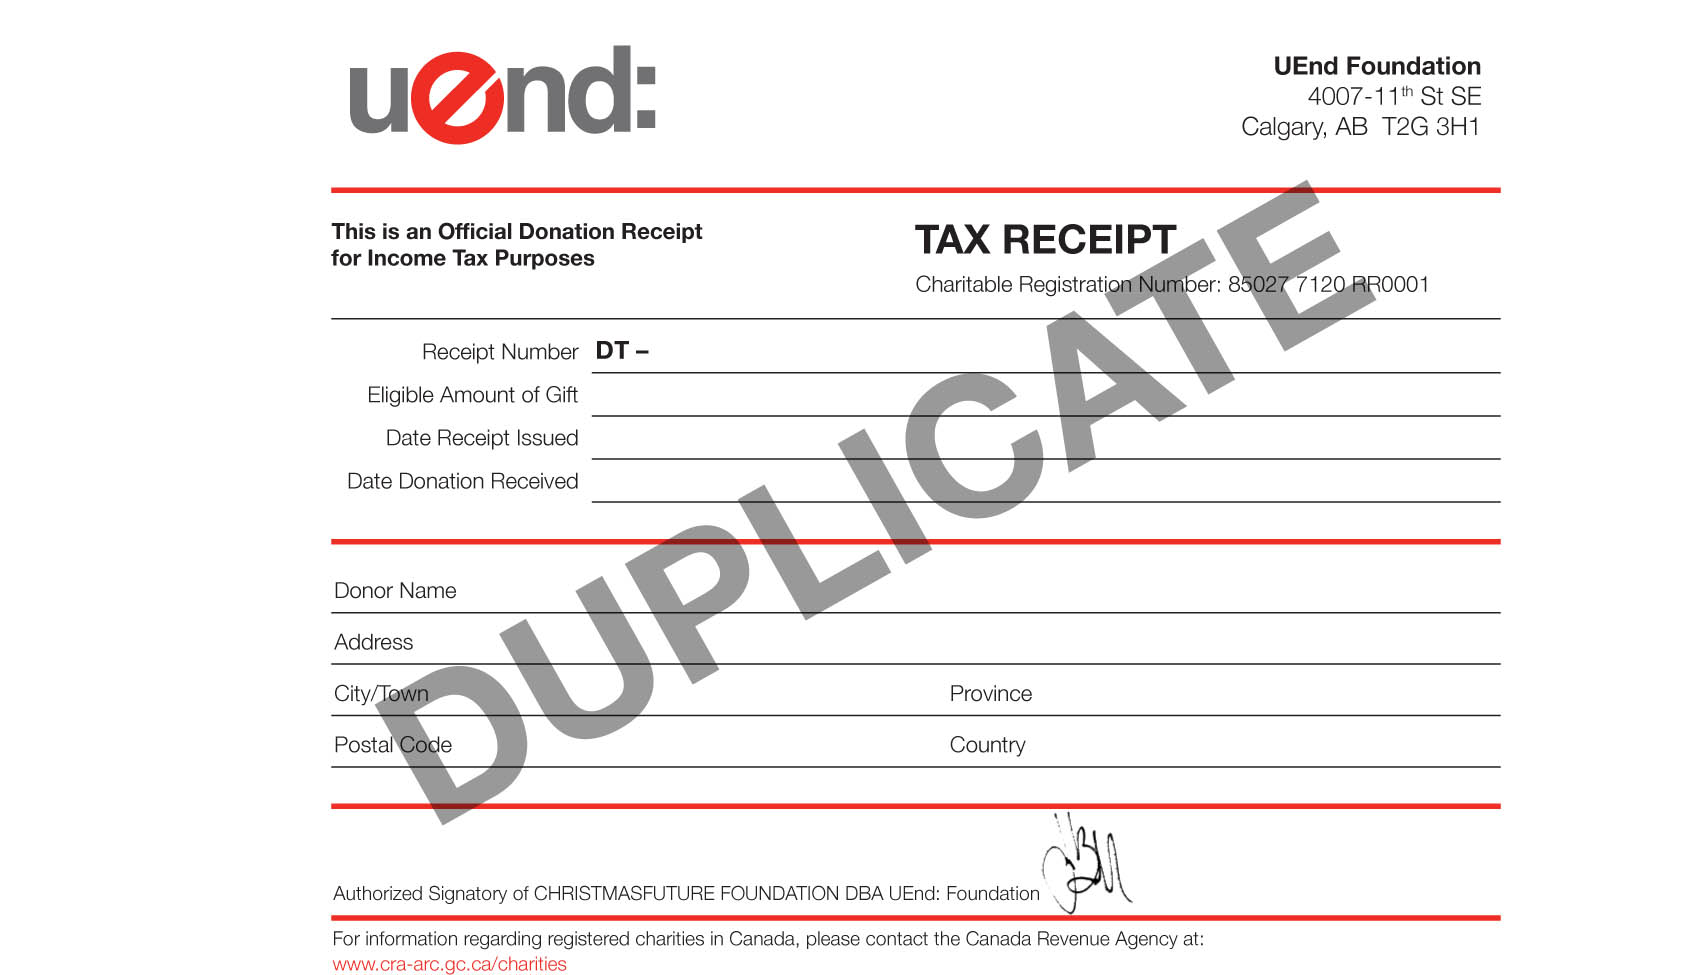 uend:
UEnd Foundation
4007-11th St SE
Calgary, AB T2G 3H1
This is an Official Donation Receipt
for Income Tax Purposes
TAX RECEIPT
Charitable Registration Number: 85027 7120 RR0001
Receipt Number DT –
Eligible Amount of Gift
Date Receipt Issued
Date Donation Received
DUPLICATE
Donor Name
Address
City/Town Province
Postal Code Country
Authorized Signatory of CHRISTMASFUTURE FOUNDATION DBA UEnd: Foundation
For information regarding registered charities in Canada, please contact the Canada Revenue Agency at:
www.cra-arc.gc.ca/charities